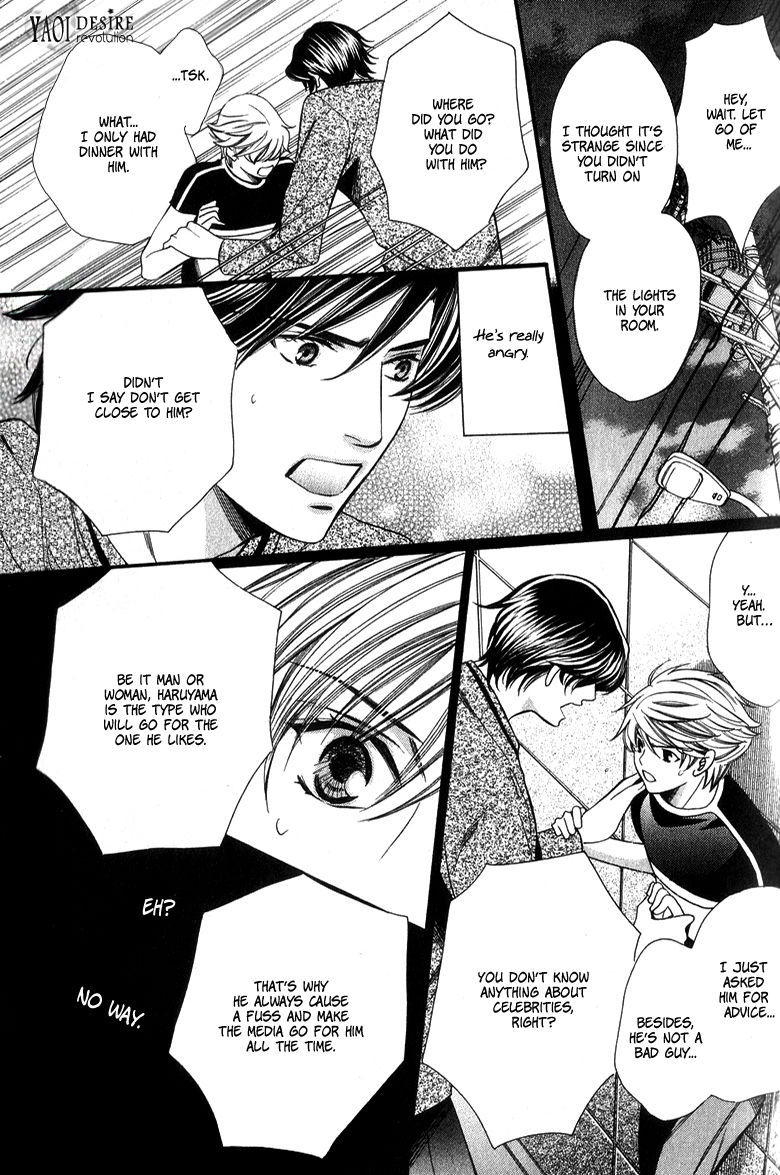 YAOI DESIRE
revolution
HEY,
WAIT. LET
GO OF
ME...
I THOUGHT IT'S
STRANGE SINCE
YOU DIDN'T
TURN ON
THE LIGHTS
IN YOUR
ROOM.
WHERE
DID YOU GO?
WHAT DID
YOU DO
WITH HIM?
...TSK.
WHAT...
I ONLY HAD
DINNER WITH
HIM.
He's really
angry.
DIDN'T
I SAY DON'T GET
CLOSE TO HIM?
Y...
YEAH.
BUT...
I JUST
ASKED
HIM FOR
ADVICE...
BESIDES,
HE'S NOT A
BAD GUY...
YOU DON'T KNOW
ANYTHING ABOUT
CELEBRITIES,
RIGHT?
BE IT MAN OR
WOMAN, HARUYAMA
IS THE TYPE WHO
WILL GO FOR THE
ONE HE LIKES.
EH?
THAT'S WHY
HE ALWAYS CAUSE
A FUSS AND MAKE
THE MEDIA GO FOR HIM
ALL THE TIME.
NO WAY.